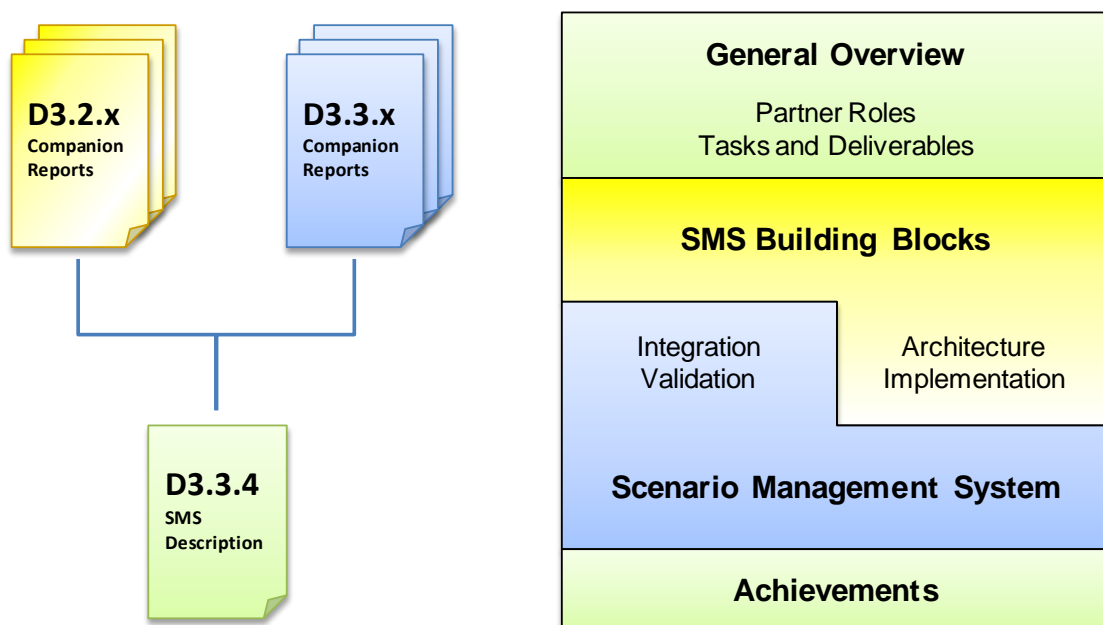 D3.2.x
Companion
Reports
D3.3.x
Companion
Reports
D3.3.4
SMS
Description
General Overview
Partner Roles
Tasks and Deliverables
SMS Building Blocks
Integration
Validation
Architecture
Implementation
Scenario Management System
Achievements